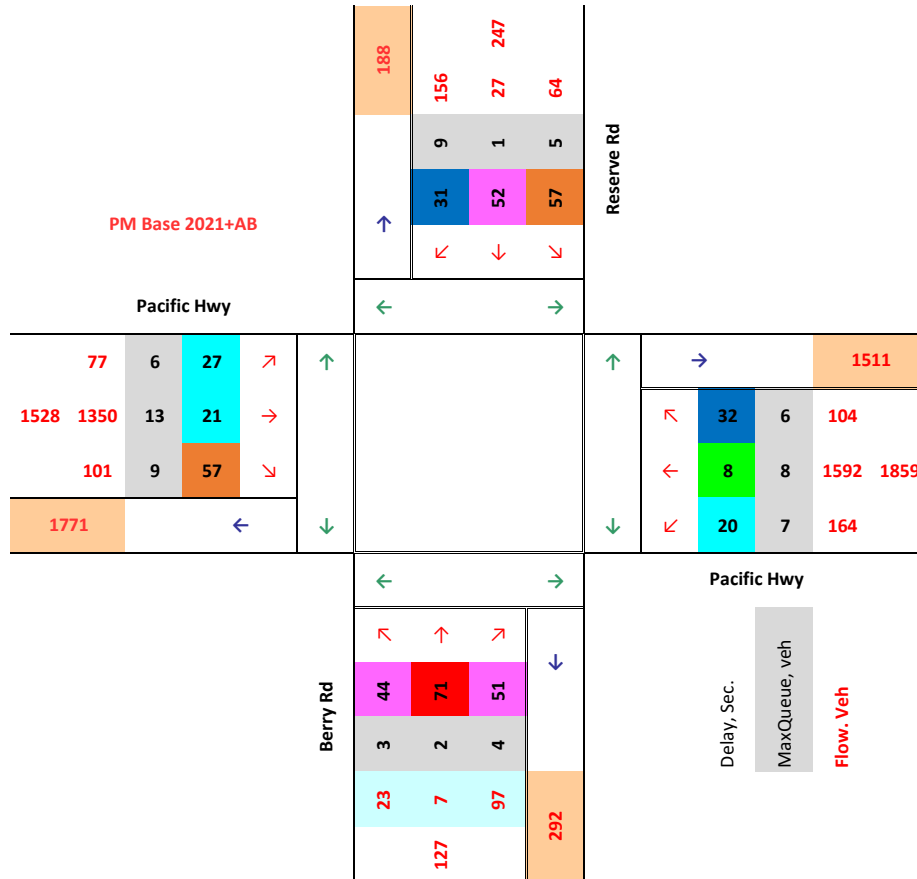 188
247
156 27 64
9 1 5
31 52 57
Reserve Rd
PM Base 2021+AB
Pacific Hwy
77 6 27
1528 1350 13 21
101 9 57
1771
1511
32 6 104
8 8 1592 1859
20 7 164
Pacific Hwy
Berry Rd
44 71 51
3 2 4
23 7 97
127
292
Delay, Sec.
MaxQueue, veh
Flow. Veh